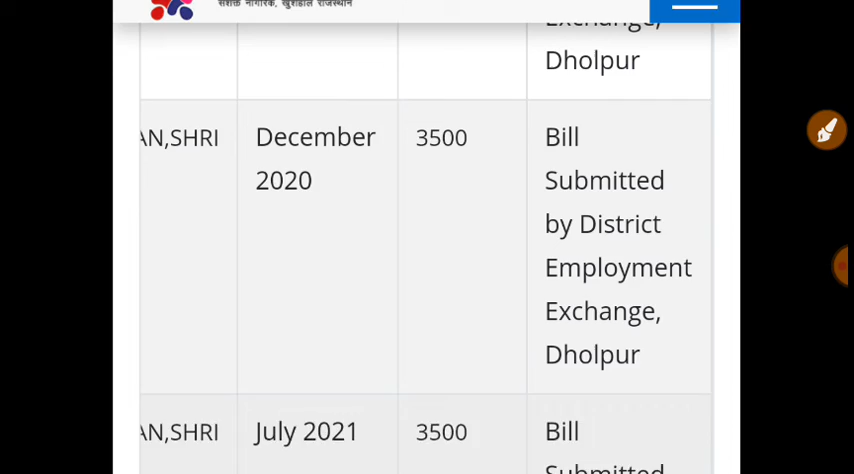 सशक्त नागरिक, खुशहाल राजस्थान
Exchange,
Dholpur
AN,SHRI
December
2020
3500
Bill
Submitted
by District
Employment
Exchange,
Dholpur
AN,SHRI
July 2021
3500
Bill
Submitted